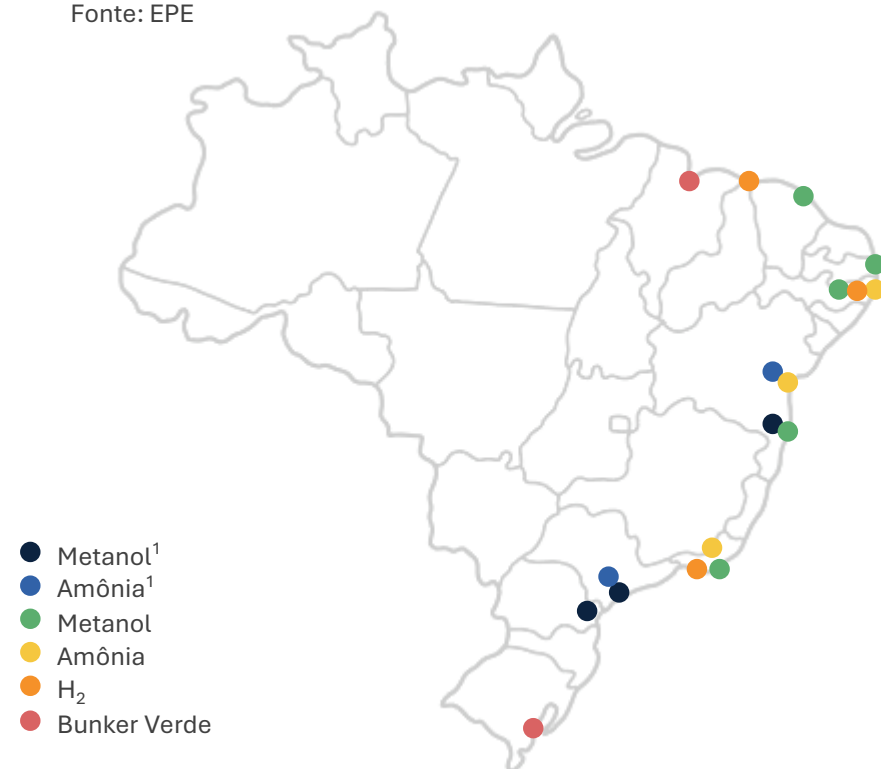 Fonte: EPE
Metanol¹
Amônia¹
Metanol
Amônia
H₂
Bunker Verde